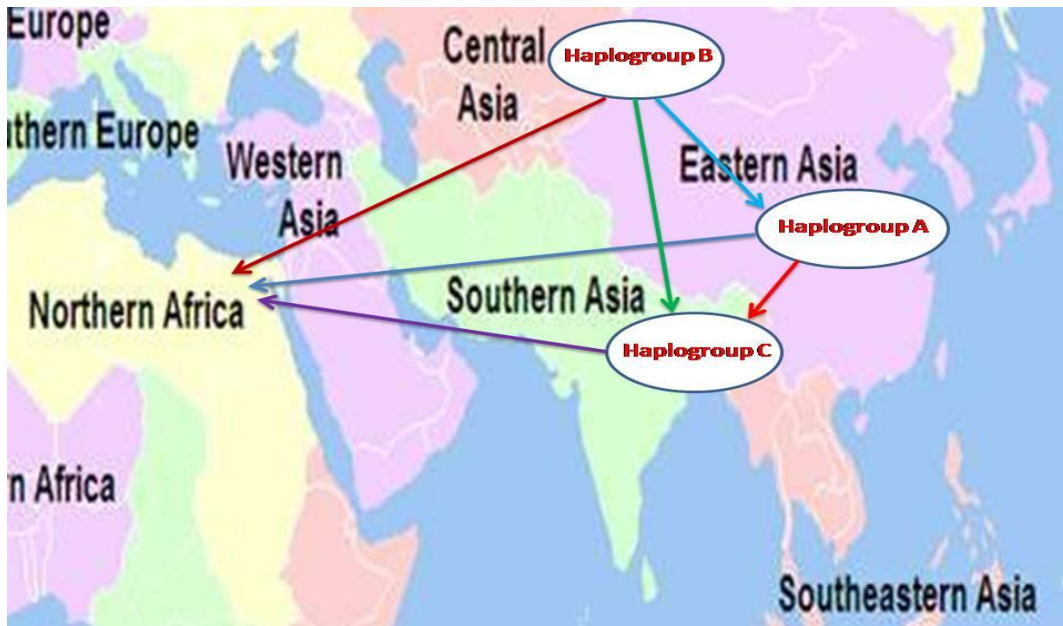 Europe
Central
Asia
Haplogroup B
thern Europe
Western
Asia
Eastern Asia
Haplogroup A
Northern Africa
Southern Asia
Haplogroup C
n Africa
Southeastern Asia